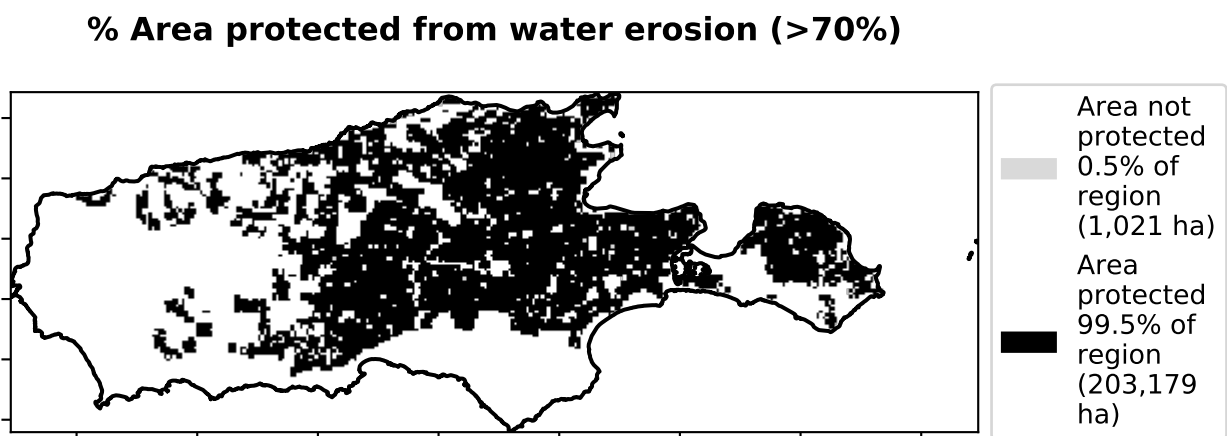 % Area protected from water erosion (>70%)
Area not
protected
0.5% of
region
(1,021 ha)
Area
protected
99.5% of
region
(203,179
ha)